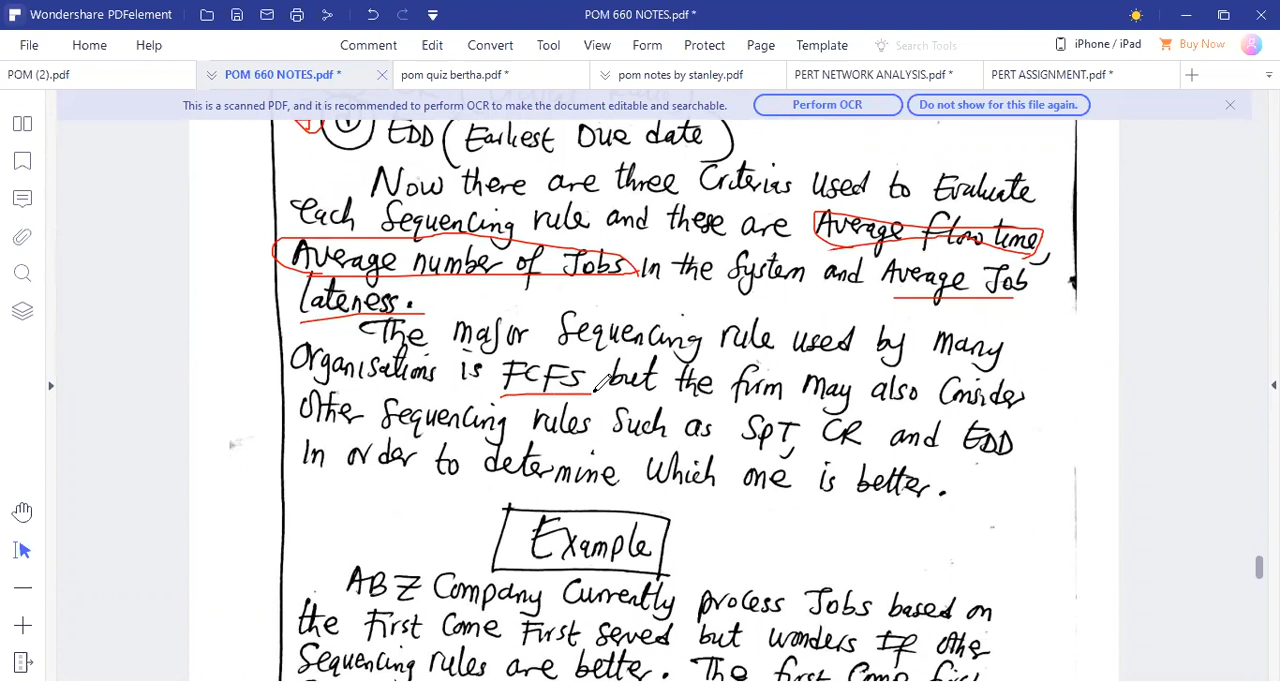 Wondershare PDFelement
POM 660 NOTES.pdf *
File Home Help Comment Edit Convert Tool View Form Protect Page Template Search Tools iPhone / iPad Buy Now
POM (2).pdf POM 660 NOTES.pdf * pom quiz bertha.pdf * pom notes by stanley.pdf PERT NETWORK ANALYSIS.pdf * PERT ASSIGNMENT.pdf *
This is a scanned PDF, and it is recommended to perform OCR to make the document editable and searchable. Perform OCR Do not show for this file again.
EDD (Earliest Due date)
Now there are three Criterias used to Evaluate
each Sequencing rule and these are Average flow time,
Average number of Jobs in the System and Average Job
lateness.
The major Sequencing rule used by many
Organisations is FCFS but the firm may also Consider
Other Sequencing rules Such as SPT, CR and EDD
In order to determine Which one is better.
Example
ABZ Company Currently process Jobs based on
the First Come First Served but wonders If other
Sequencing rules are better. The first Come